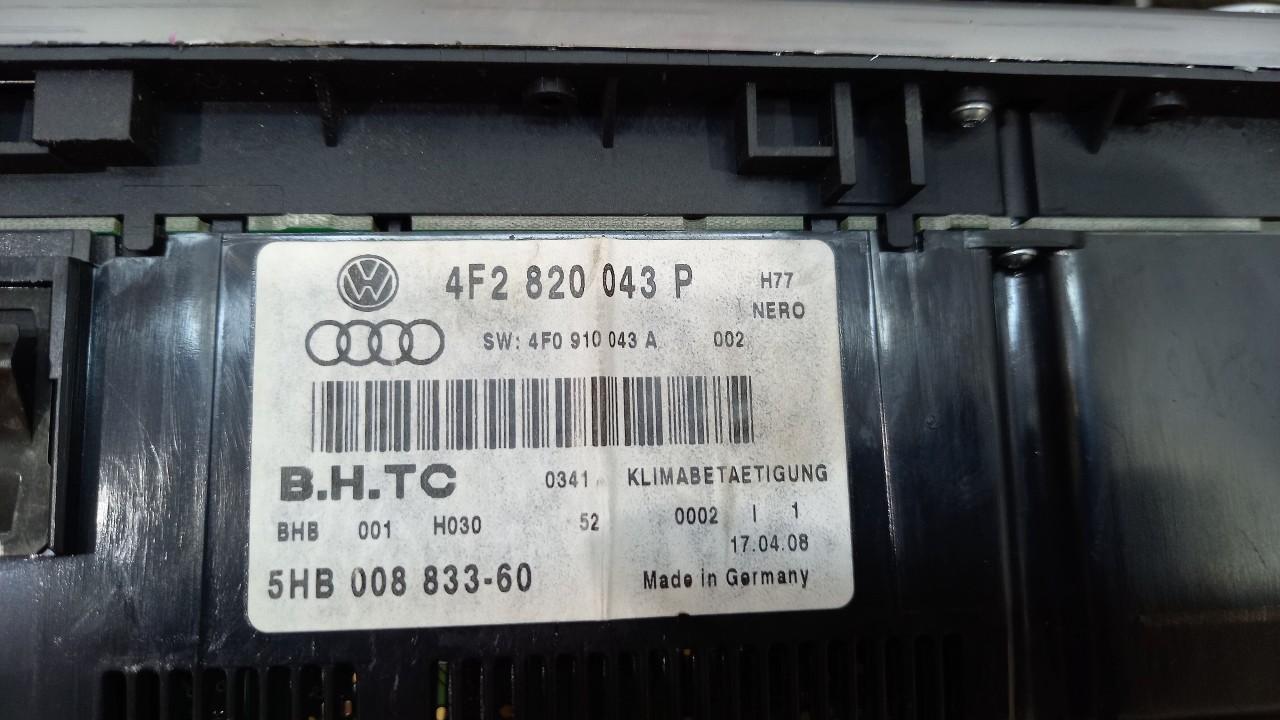 4F2 820 043 P H77
NERO
SW: 4F0 910 043 A 002
B.H.TC 0341 KLIMABETAETIGUNG
BHB 001 H030 52 0002 | 1
17.04.08
5HB 008 833-60 Made in Germany